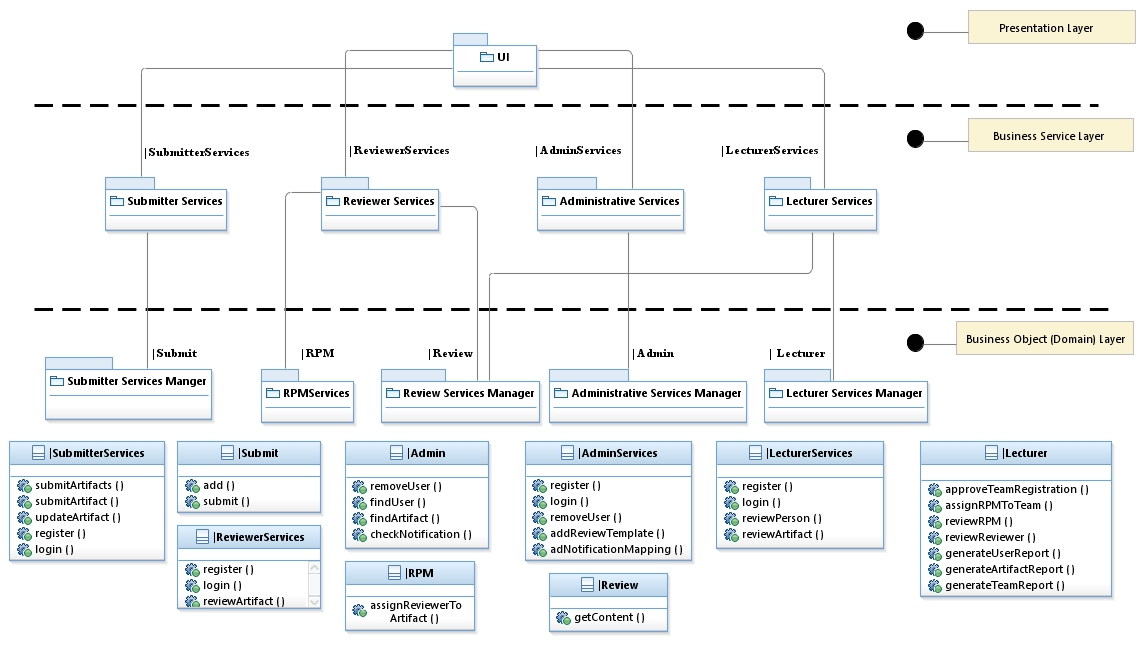 Presentation Layer
UI
Business Service Layer
|SubmitterServices
|ReviewerServices
|AdminServices
|LecturerServices
Submitter Services
Reviewer Services
Administrative Services
Lecturer Services
Business Object (Domain) Layer
|Submit
|RPM
|Review
|Admin
| Lecturer
Submitter Services Manger
RPMServices
Review Services Manager
Administrative Services Manager
Lecturer Services Manager
|SubmitterServices
submitArtifacts ()
submitArtifact ()
updateArtifact ()
register ()
login ()
|Submit
add ()
submit ()
|ReviewerServices
register ()
login ()
reviewArtifact ()
|Admin
removeUser ()
findUser ()
findArtifact ()
checkNotification ()
|RPM
assignReviewerTo
Artifact ()
|AdminServices
register ()
login ()
removeUser ()
addReviewTemplate ()
adNotificationMapping ()
|Review
getContent ()
|LecturerServices
register ()
login ()
reviewPerson ()
reviewArtifact ()
|Lecturer
approveTeamRegistration ()
assignRPMToTeam ()
reviewRPM ()
reviewReviewer ()
generateUserReport ()
generateArtifactReport ()
generateTeamReport ()